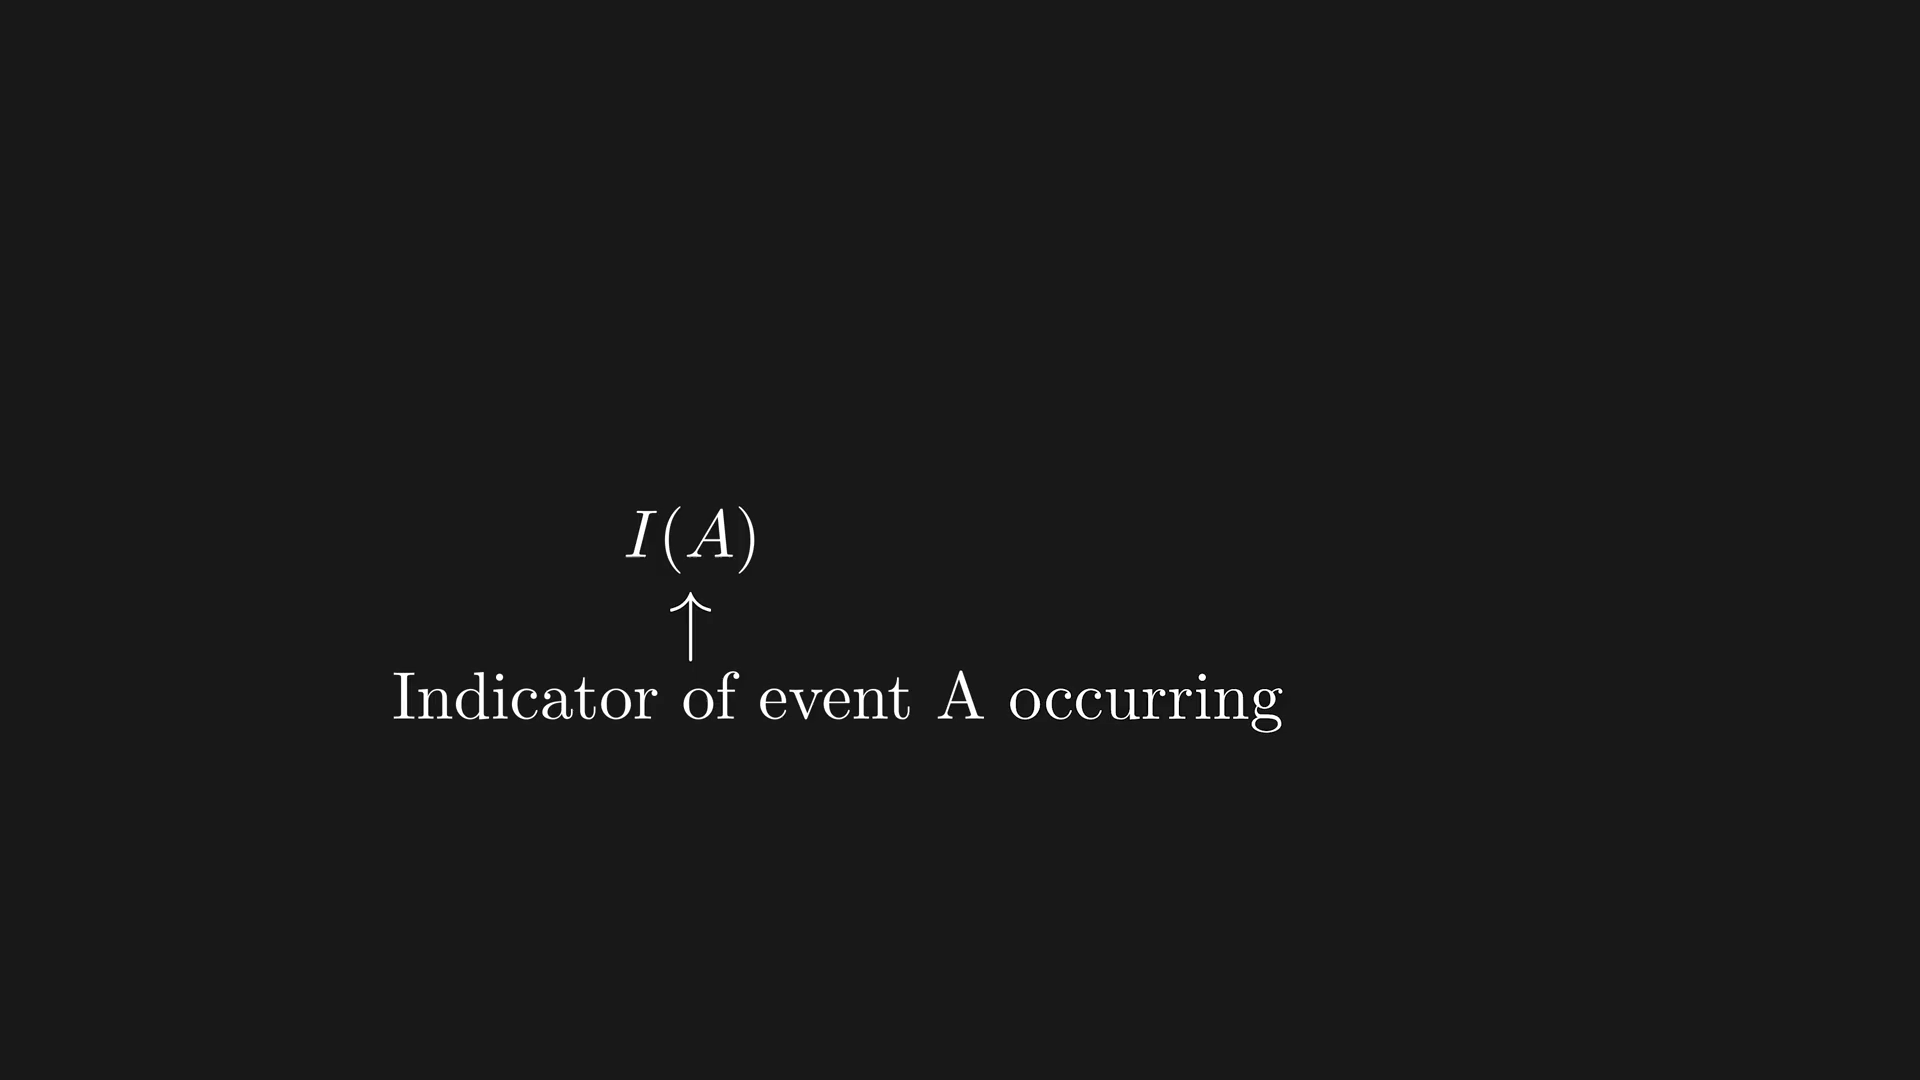 I(A)
↑
Indicator of event A occurring